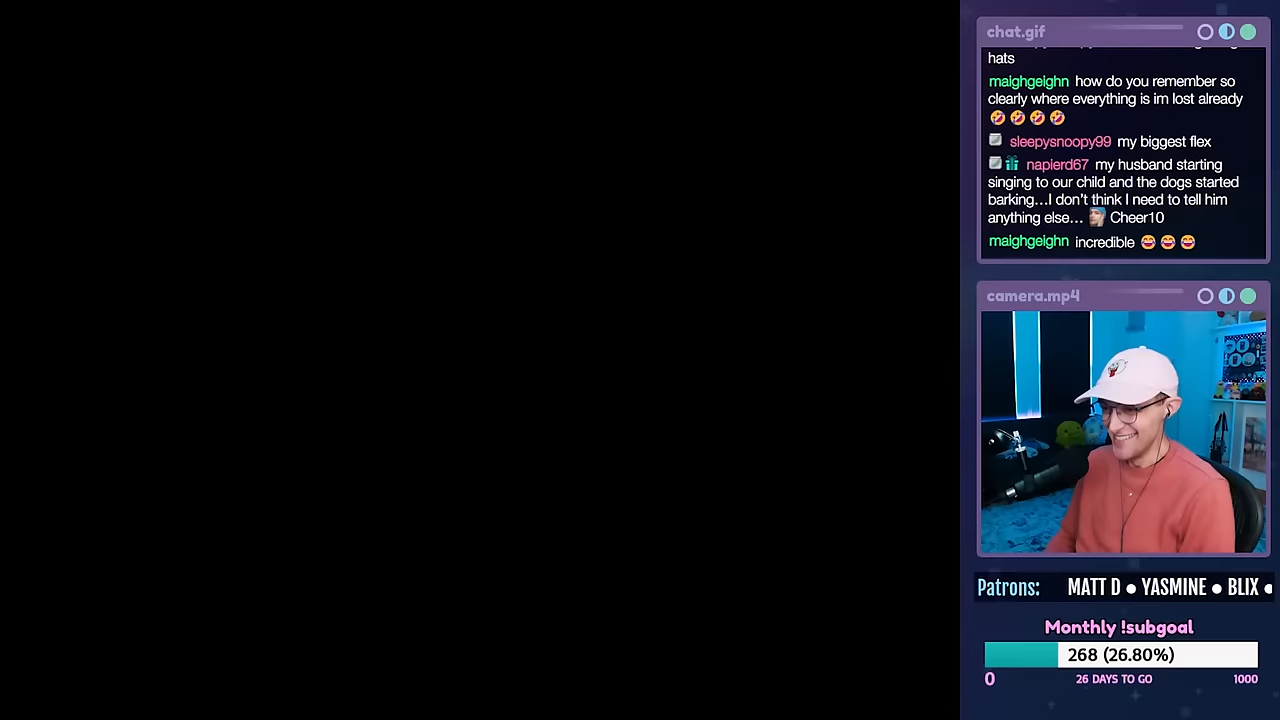 chat.gif
hats
maighgeighn how do you remember so
clearly where everything is im lost already
🤣 🤣 🤣 🤣
sleepysnoopy99 my biggest flex
napierd67 my husband starting
singing to our child and the dogs started
barking…I don't think I need to tell him
anything else… Cheer10
maighgeighn incredible 😂 😂 😂
camera.mp4
Patrons: MATT D ● YASMINE ● BLIX ●
Monthly !subgoal
268 (26.80%)
0 26 DAYS TO GO 1000